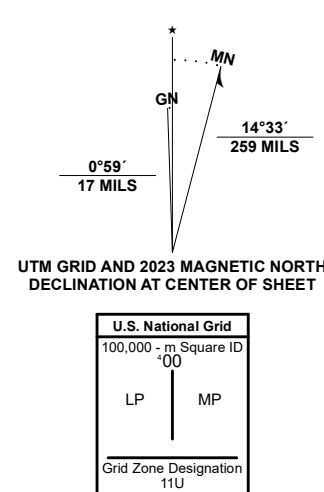 ★
MN
GN
14°33´
259 MILS
0°59´
17 MILS
UTM GRID AND 2023 MAGNETIC NORTH
DECLINATION AT CENTER OF SHEET
U.S. National Grid
100,000 - m Square ID
⁴00
LP MP
Grid Zone Designation
11U